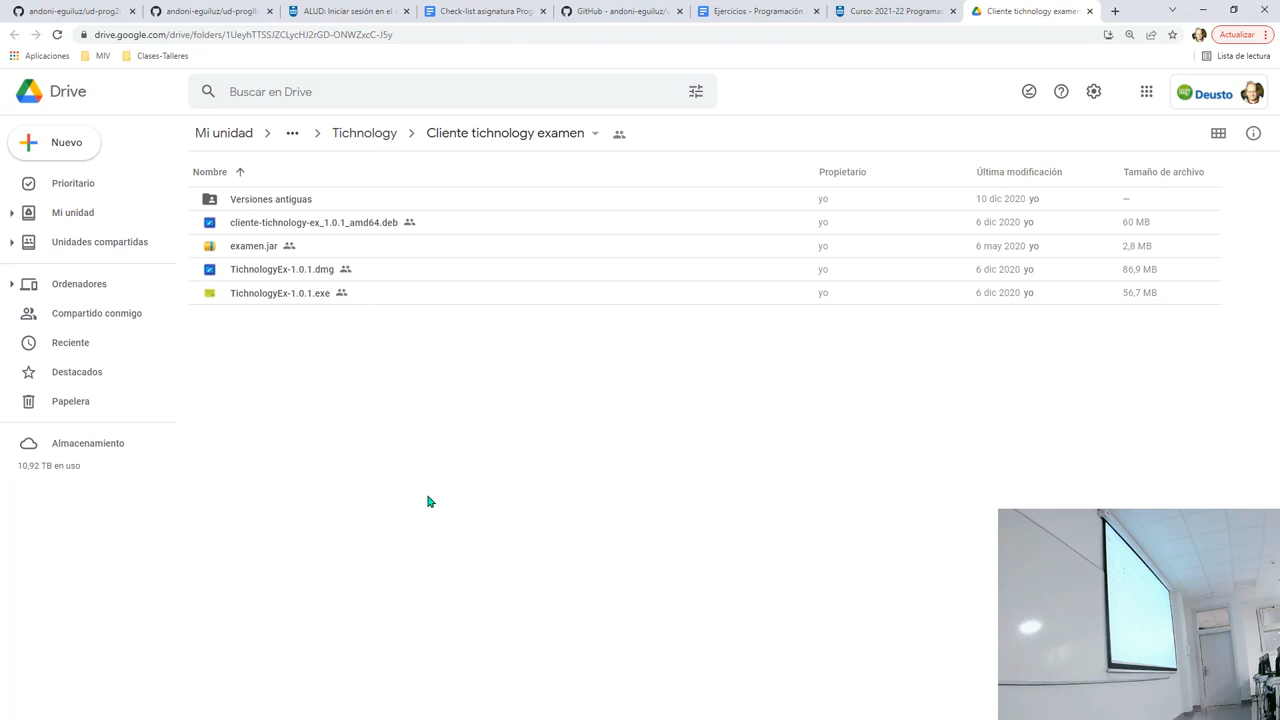 andoni-eguiluz/ud-prog2
andoni-eguiluz/ud-progII
ALUD: Iniciar sesión en el
Check-list asignatura Prog
GitHub - andoni-eguiluz/u
Ejercicios - Programación
Curso: 2021-22 Programa
Cliente tichnology examen
drive.google.com/drive/folders/1UeyhTTSSJZCLycHJ2rGD-ONWZxcC-J5y
Actualizar
Aplicaciones
MIV
Clases-Talleres
Lista de lectura
Drive
Buscar en Drive
Deusto
Nuevo
Mi unidad > ... > Tichnology > Cliente tichnology examen
Nombre Propietario Última modificación Tamaño de archivo
Versiones antiguas yo 10 dic 2020 yo —
cliente-technology-ex_1.0.1_amd64.deb yo 6 dic 2020 yo 60 MB
examen.jar yo 6 may 2020 yo 2,8 MB
TichnologyEx-1.0.1.dmg yo 6 dic 2020 yo 86,9 MB
TichnologyEx-1.0.1.exe yo 6 dic 2020 yo 56,7 MB
Prioritario
Mi unidad
Unidades compartidas
Ordenadores
Compartido conmigo
Reciente
Destacados
Papelera
Almacenamiento
10,92 TB en uso